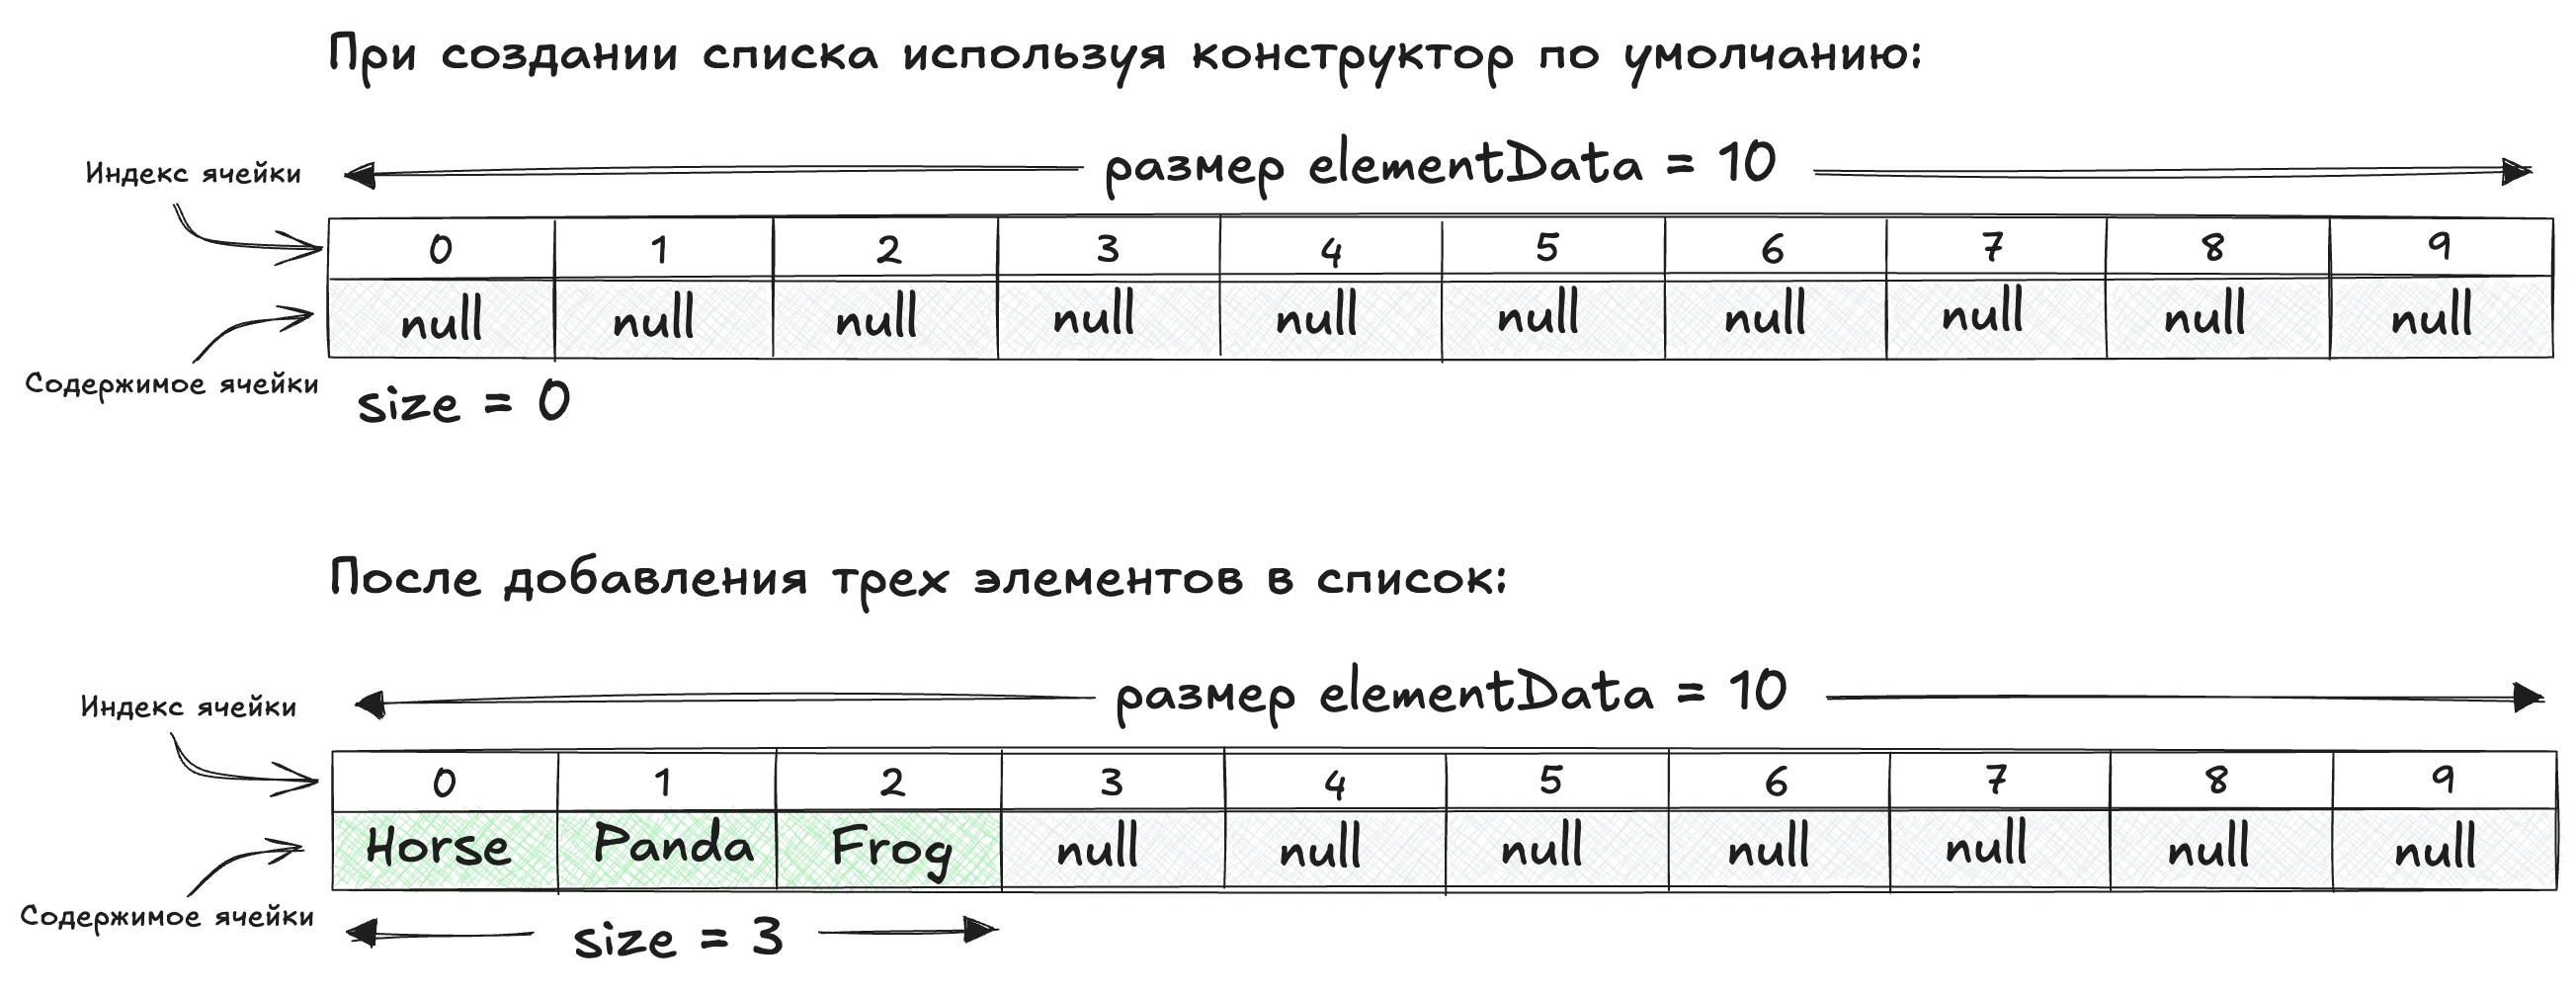 При создании списка используя конструктор по умолчанию:
Индекс ячейки
размер elementData = 10
0 1 2 3 4 5 6 7 8 9
null null null null null null null null null null
Содержимое ячейки
size = 0
После добавления трех элементов в список:
Индекс ячейки
размер elementData = 10
0 1 2 3 4 5 6 7 8 9
Horse Panda Frog null null null null null null null
Содержимое ячейки
size = 3